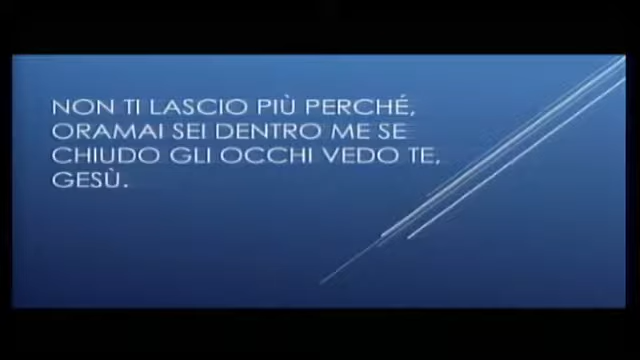 NON TI LASCIO PIÙ PERCHÉ,
ORAMAI SEI DENTRO ME SE
CHIUDO GLI OCCHI VEDO TE,
GESÙ.